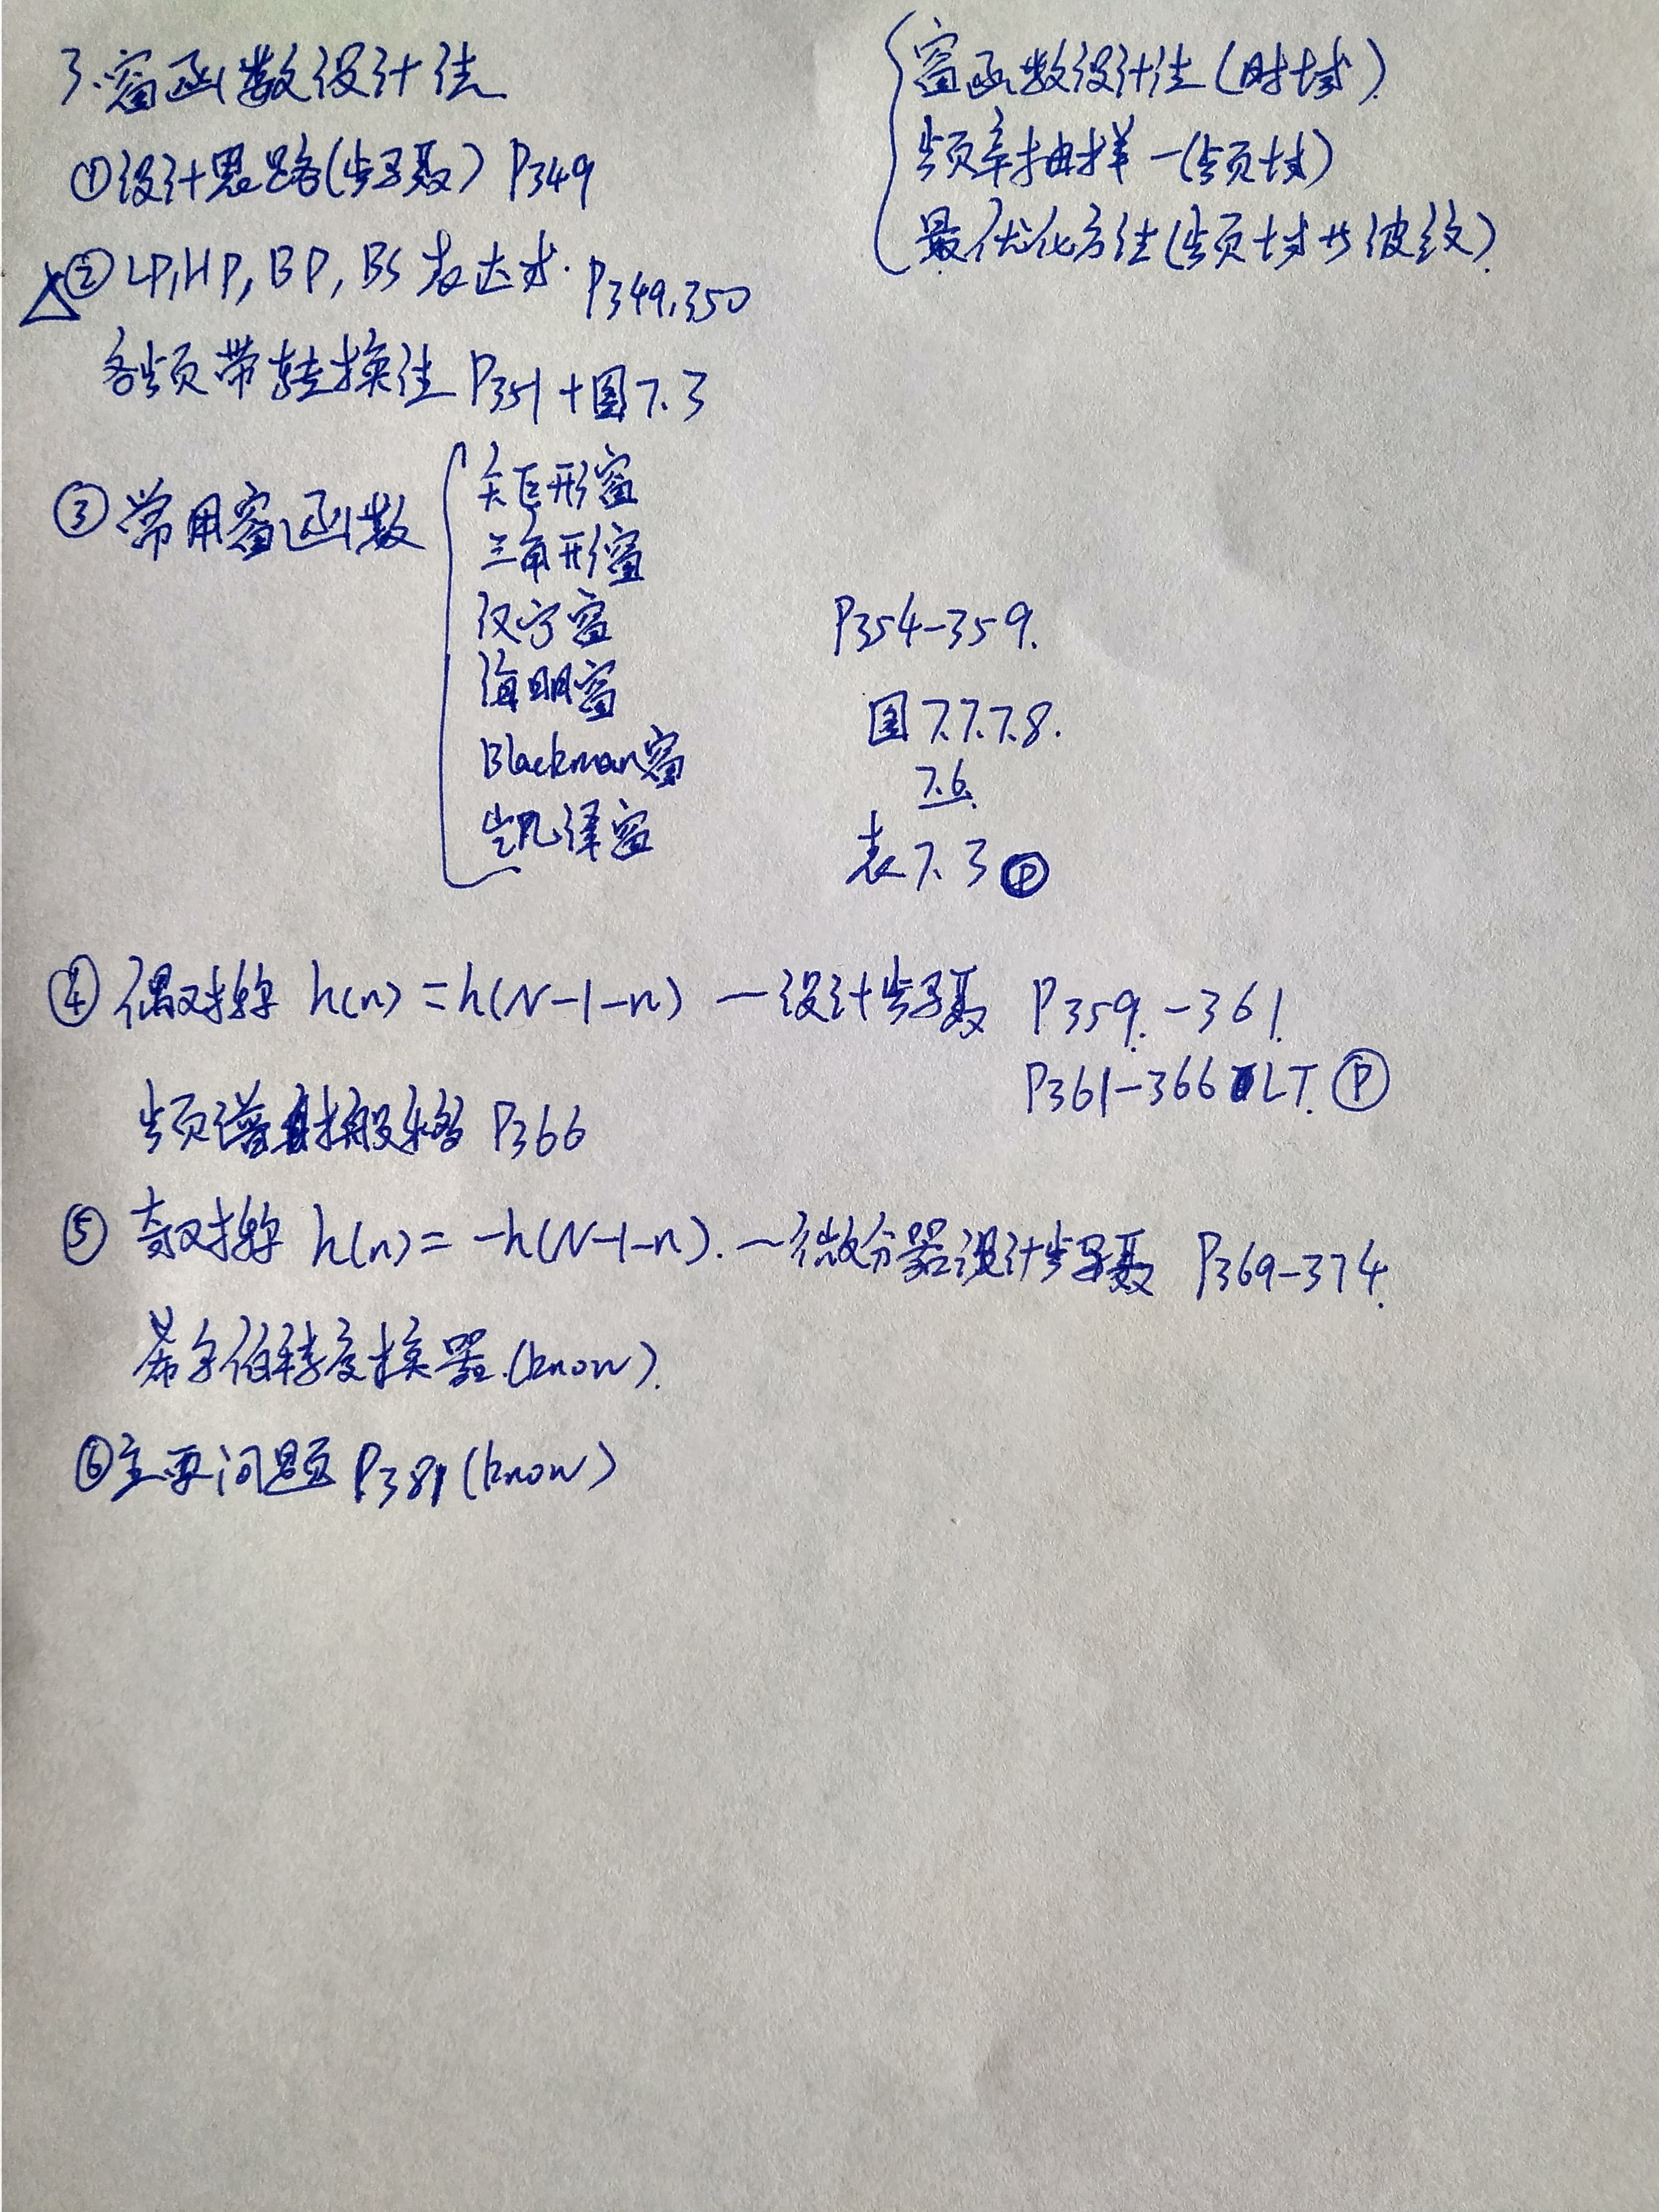 3.窗函数设计法
①设计思路(步骤) P349
△②LP,HP,BP,BS表达式. P349,350
各频带转换法 P351+图7.3
③常用窗函数
矩形窗
三角形窗
汉宁窗
海明窗
Blackman窗
凯泽窗
窗函数设计法(时域)
频率抽样-(频域)
最优化方法(频域 波纹)
P354-359.
图7.7.7.8.
7.6.
表7.3 Ⓟ
④偶对称 h(n)=h(N-1-n) —设计步骤 P359.-361.
P361-366 LT. Ⓟ
频谱搬移 P366
⑤奇对称 h(n)=-h(N-1-n). —微分器设计步骤 P369-374.
希尔伯特变换器.(know).
⑥主要问题 P381(know)